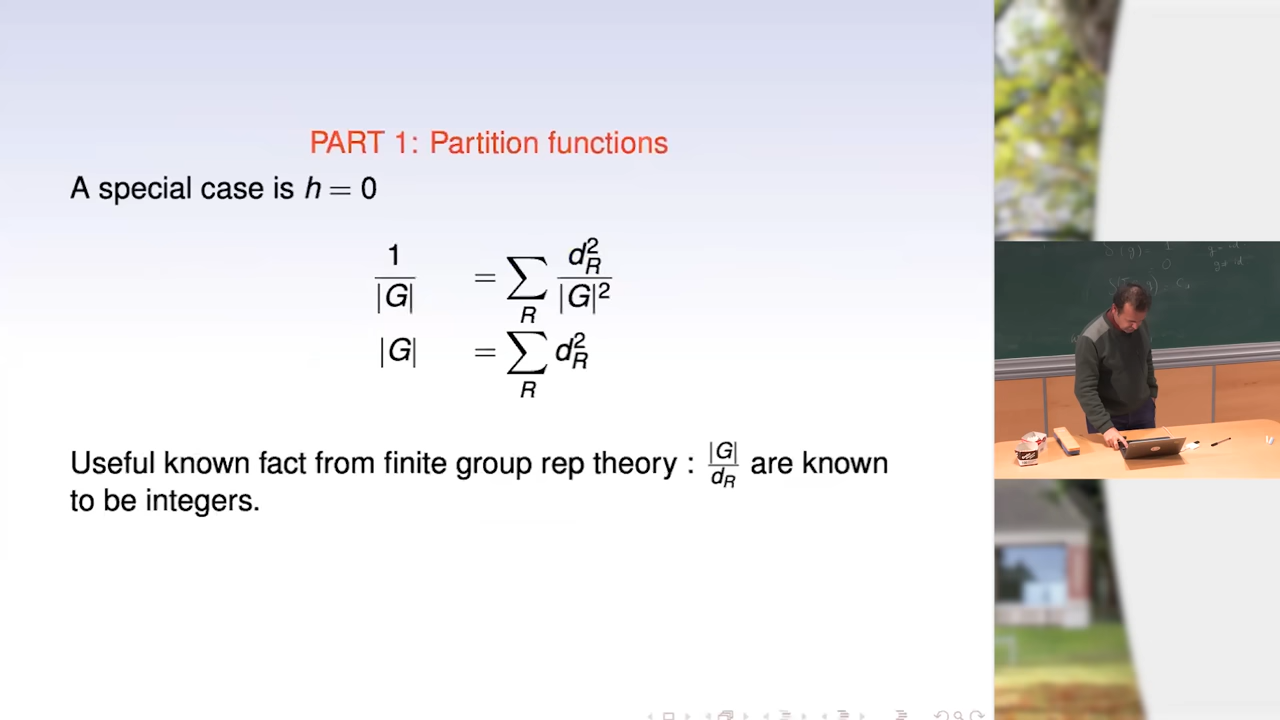 PART 1: Partition functions
A special case is h = 0
1/|G| = ∑_R d_R^2/|G|^2
|G| = ∑_R d_R^2
Useful known fact from finite group rep theory : |G|/d_R are known
to be integers.